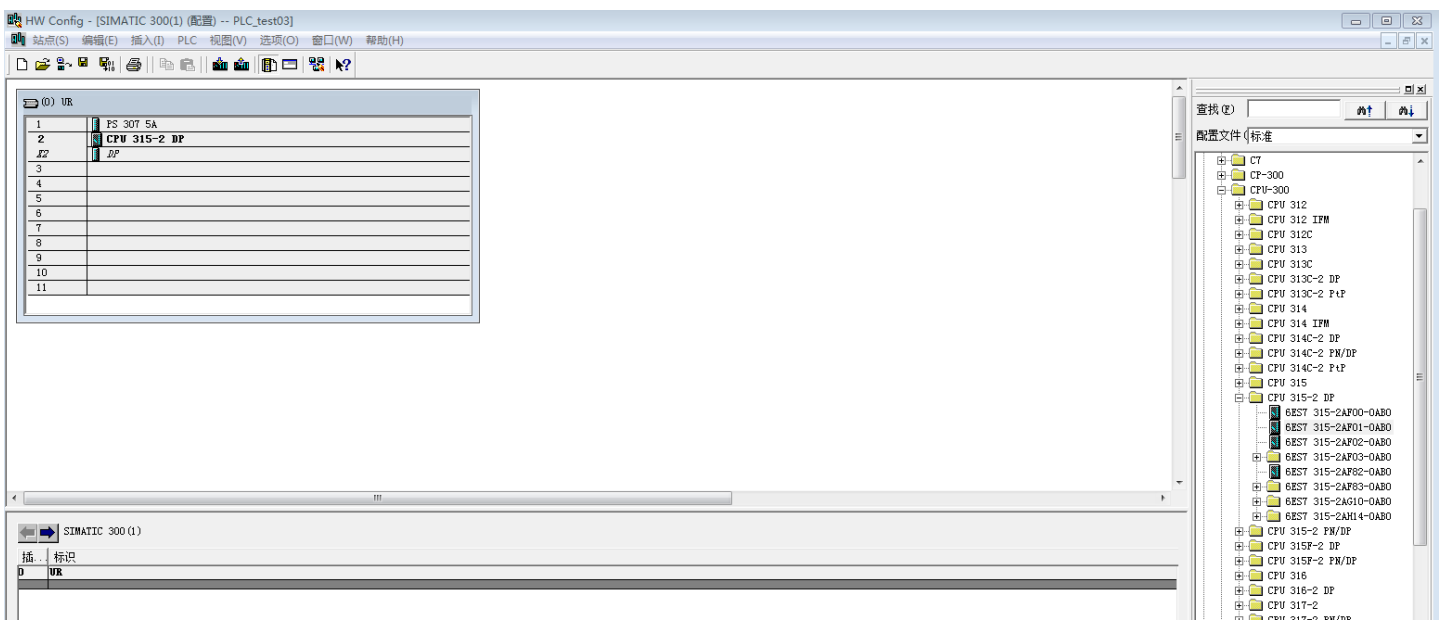 HW Config - [SIMATIC 300(1) (配置) -- PLC_test03]
站点(S) 编辑(E) 插入(I) PLC 视图(V) 选项(O) 窗口(W) 帮助(H)
(0) UR
1 PS 307 5A
2 CPU 315-2 DP
X2 DP
3
4
5
6
7
8
9
10
11
SIMATIC 300(1)
插... 标识
0 UR
查找(F)
配置文件( 标准
C7
CP-300
CPU-300
CPU 312
CPU 312 IFM
CPU 312C
CPU 313
CPU 313C
CPU 313C-2 DP
CPU 313C-2 PtP
CPU 314
CPU 314 IFM
CPU 314C-2 DP
CPU 314C-2 PN/DP
CPU 314C-2 PtP
CPU 315
CPU 315-2 DP
6ES7 315-2AF00-0AB0
6ES7 315-2AF01-0AB0
6ES7 315-2AF02-0AB0
6ES7 315-2AF03-0AB0
6ES7 315-2AF82-0AB0
6ES7 315-2AF83-0AB0
6ES7 315-2AG10-0AB0
6ES7 315-2AH14-0AB0
CPU 315-2 PN/DP
CPU 315F-2 DP
CPU 315F-2 PN/DP
CPU 316
CPU 316-2 DP
CPU 317-2
CPU 317-2 PN/DP